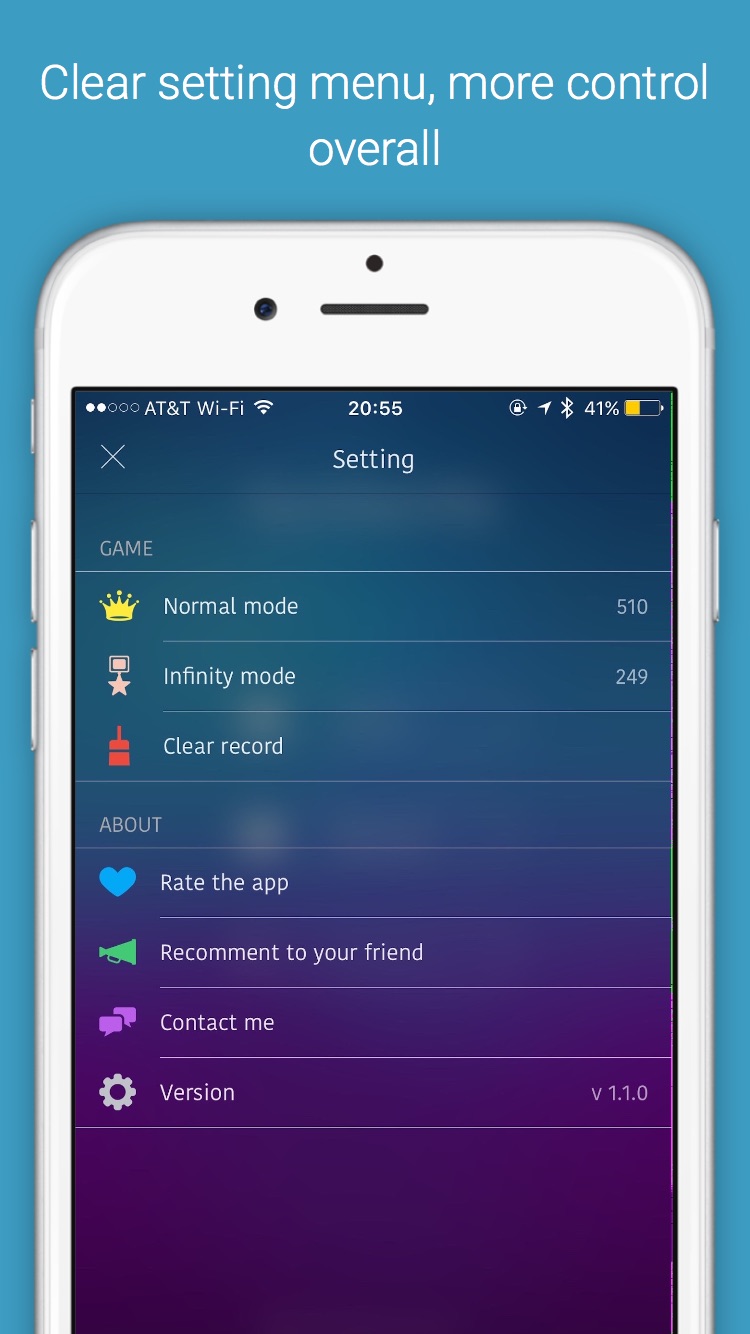 Clear setting menu, more control
overall
AT&T Wi-Fi 20:55 41%
Setting
GAME
Normal mode 510
Infinity mode 249
Clear record
ABOUT
Rate the app
Recomment to your friend
Contact me
Version v 1.1.0